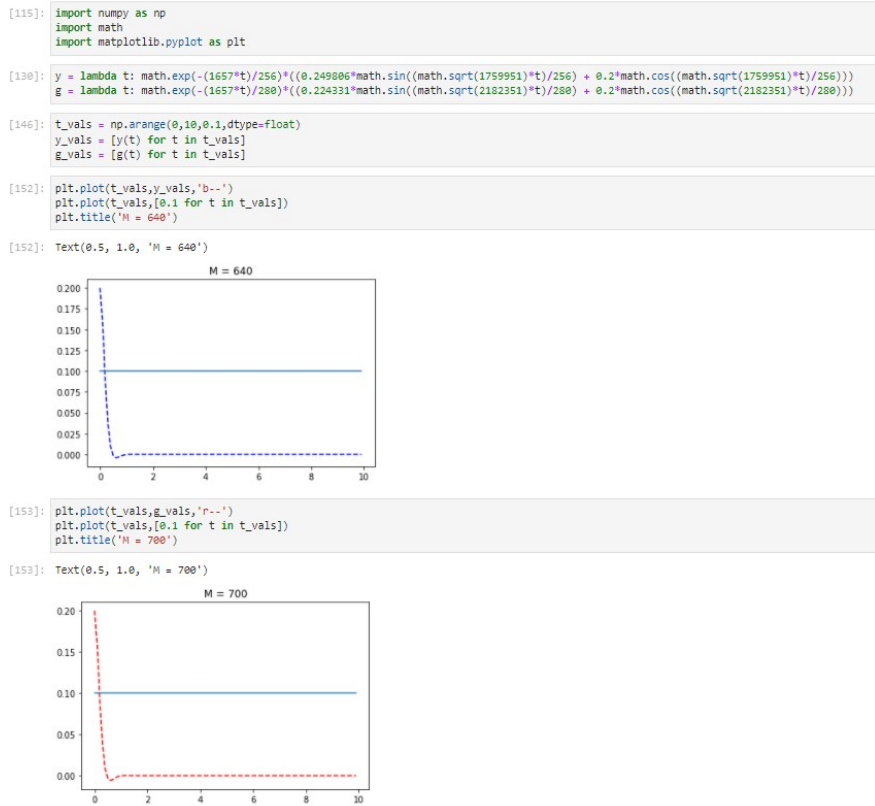 [115]: import numpy as np
import math
import matplotlib.pyplot as plt
[130]: y = lambda t: math.exp(-(1657*t)/256)*((0.249806*math.sin((math.sqrt(1759951)*t)/256) + 0.2*math.cos((math.sqrt(1759951)*t)/256)))
g = lambda t: math.exp(-(1657*t)/280)*((0.224331*math.sin((math.sqrt(2182351)*t)/280) + 0.2*math.cos((math.sqrt(2182351)*t)/280)))
[146]: t_vals = np.arange(0,10,0.1,dtype=float)
y_vals = [y(t) for t in t_vals]
g_vals = [g(t) for t in t_vals]
[152]: plt.plot(t_vals,y_vals,'b--')
plt.plot(t_vals,[0.1 for t in t_vals])
plt.title('M = 640')
[152]: Text(0.5, 1.0, 'M = 640')
M = 640
0.200
0.175
0.150
0.125
0.100
0.075
0.050
0.025
0.000
0 2 4 6 8 10
[153]: plt.plot(t_vals,g_vals,'r--')
plt.plot(t_vals,[0.1 for t in t_vals])
plt.title('M = 700')
[153]: Text(0.5, 1.0, 'M = 700')
M = 700
0.20
0.15
0.10
0.05
0.00
0 2 4 6 8 10